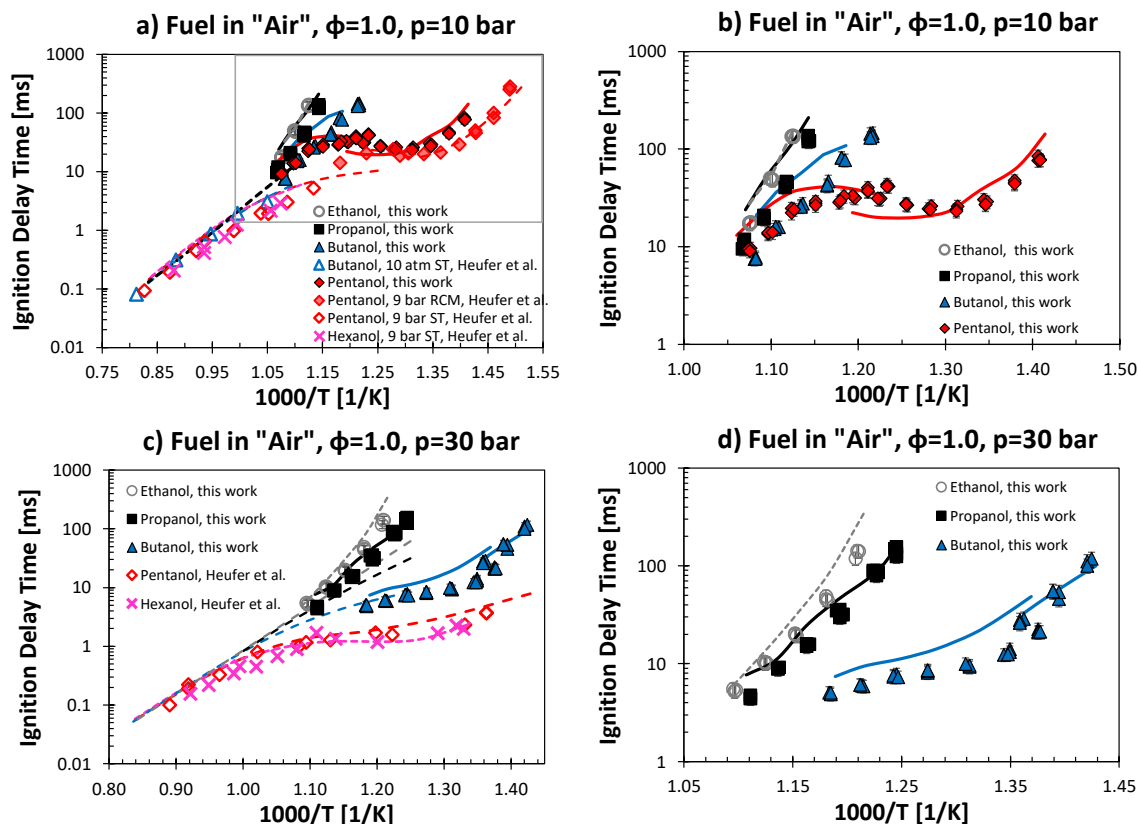 a) Fuel in "Air", ϕ=1.0, p=10 bar
Ignition Delay Time [ms]
1000
100
10
1
0.1
0.01
0.75 0.85 0.95 1.05 1.15 1.25 1.35 1.45 1.55
1000/T [1/K]
Ethanol, this work
Propanol, this work
Butanol, this work
Butanol, 10 atm ST, Heufer et al.
Pentanol, this work
Pentanol, 9 bar RCM, Heufer et al.
Pentanol, 9 bar ST, Heufer et al.
Hexanol, 9 bar ST, Heufer et al.
b) Fuel in "Air", ϕ=1.0, p=10 bar
Ignition Delay Time [ms]
1000
100
10
1
1.00 1.10 1.20 1.30 1.40 1.50
1000/T [1/K]
Ethanol, this work
Propanol, this work
Butanol, this work
Pentanol, this work
c) Fuel in "Air", ϕ=1.0, p=30 bar
Ignition Delay Time [ms]
1000
100
10
1
0.1
0.01
0.80 0.90 1.00 1.10 1.20 1.30 1.40
1000/T [1/K]
Ethanol, this work
Propanol, this work
Butanol, this work
Pentanol, Heufer et al.
Hexanol, Heufer et al.
d) Fuel in "Air", ϕ=1.0, p=30 bar
Ignition Delay Time [ms]
1000
100
10
1
1.05 1.15 1.25 1.35 1.45
1000/T [1/K]
Ethanol, this work
Propanol, this work
Butanol, this work